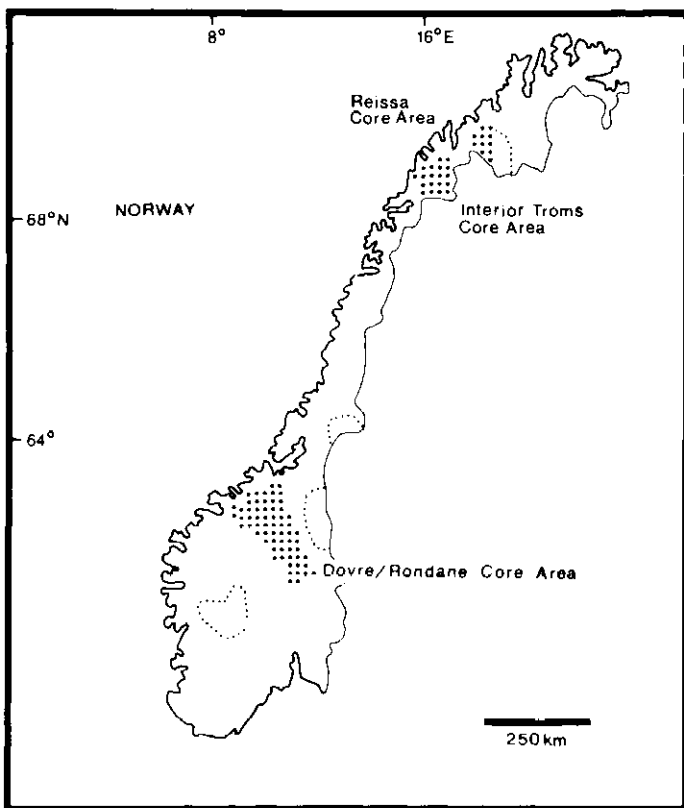 8°
16°E
Reissa
Core Area
68°N
NORWAY
Interior Troms
Core Area
64°
Dovre/Rondane Core Area
250 km